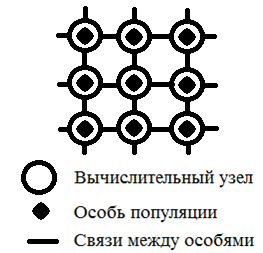 Вычислительный узел
Особь популяции
Связи между особями